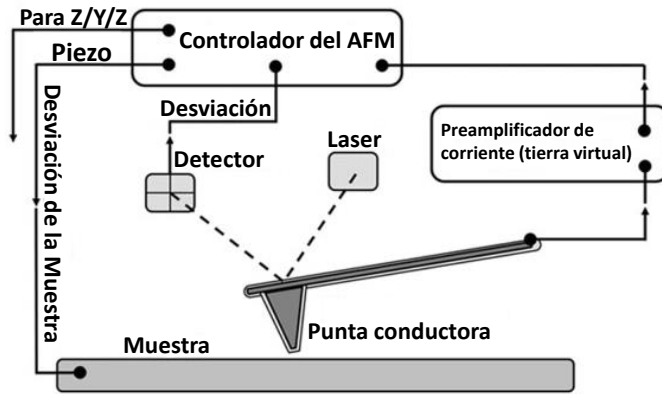 Para Z/Y/Z
Piezo
Controlador del AFM
Desviación
Detector
Laser
Preamplificador de
corriente (tierra virtual)
Desviación de la Muestra
Punta conductora
Muestra